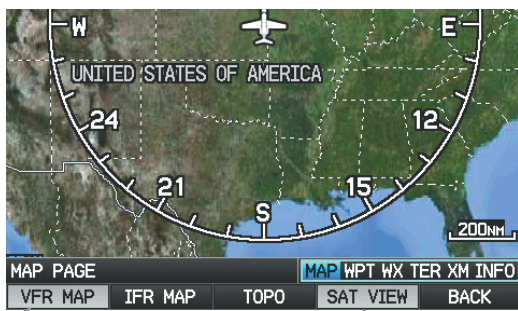 W E
UNITED STATES OF AMERICA
24 12
21 15
S
200NM
MAP PAGE MAP WPT WX TER XM INFO
VFR MAP IFR MAP TOPO SAT VIEW BACK